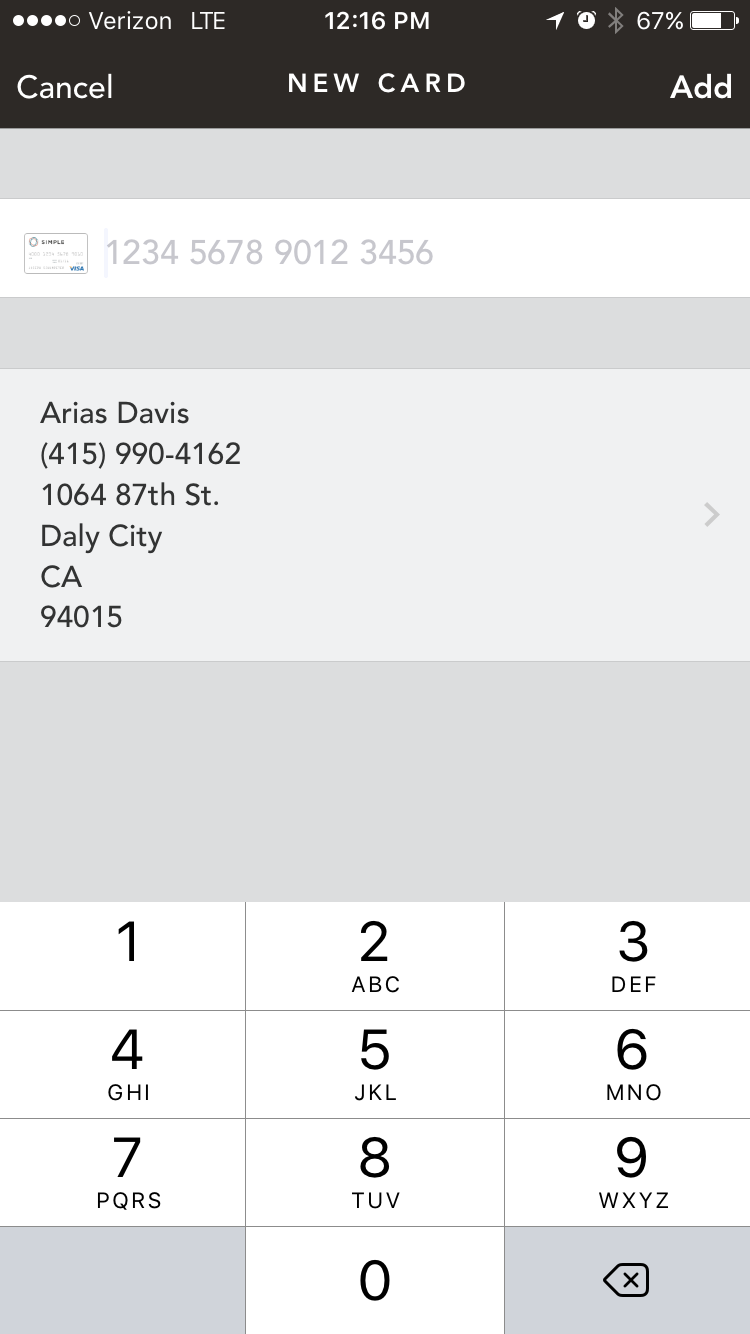 Verizon LTE 12:16 PM 67%
Cancel NEW CARD Add
SIMPLE
VISA
1234 5678 9012 3456
Arias Davis
(415) 990-4162
1064 87th St.
Daly City
CA
94015
1 2 3
ABC DEF
4 5 6
GHI JKL MNO
7 8 9
PQRS TUV WXYZ
0